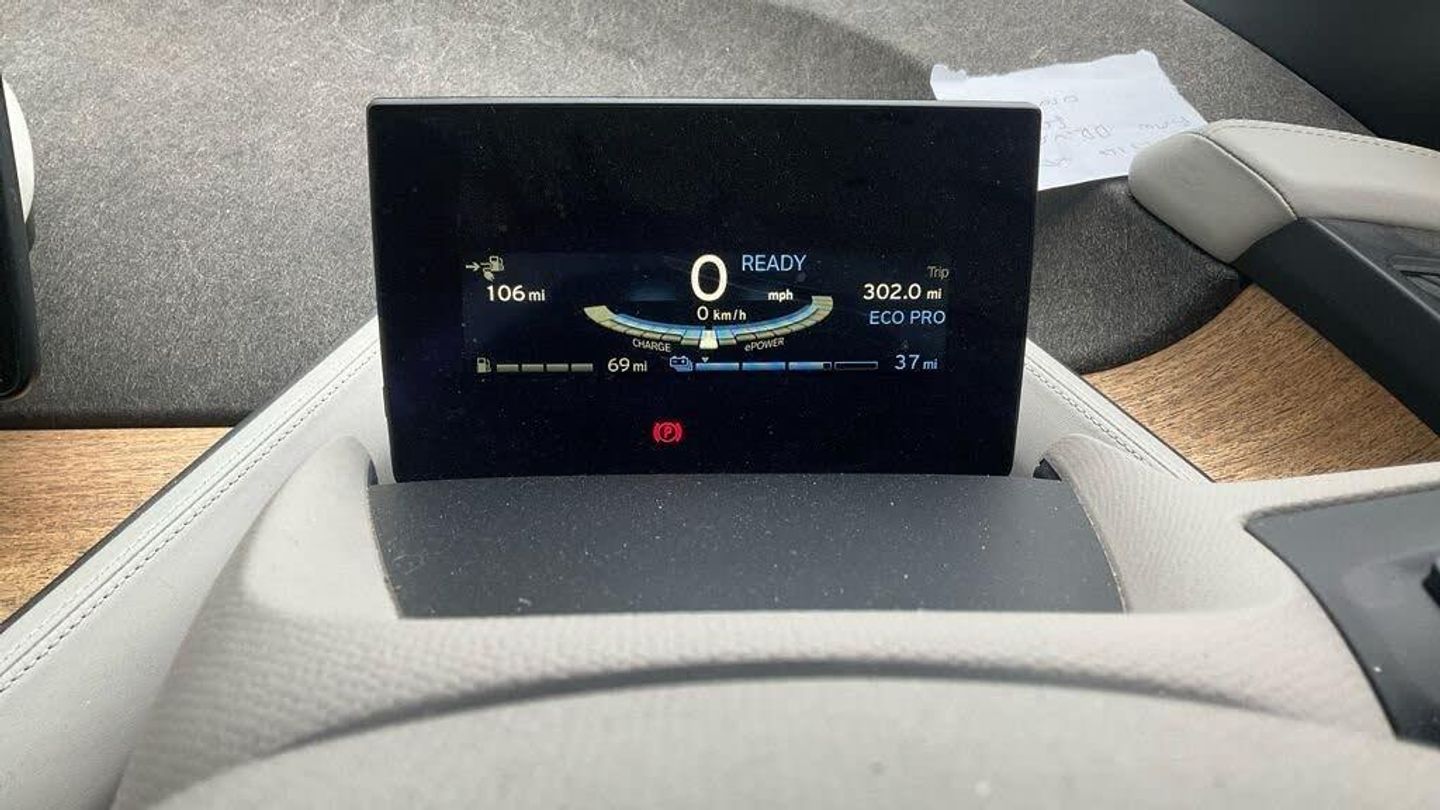 0 READY
Trip
106 mi
mph
302.0 mi
0 km/h
ECO PRO
CHARGE
ePOWER
69 mi
37 mi
P